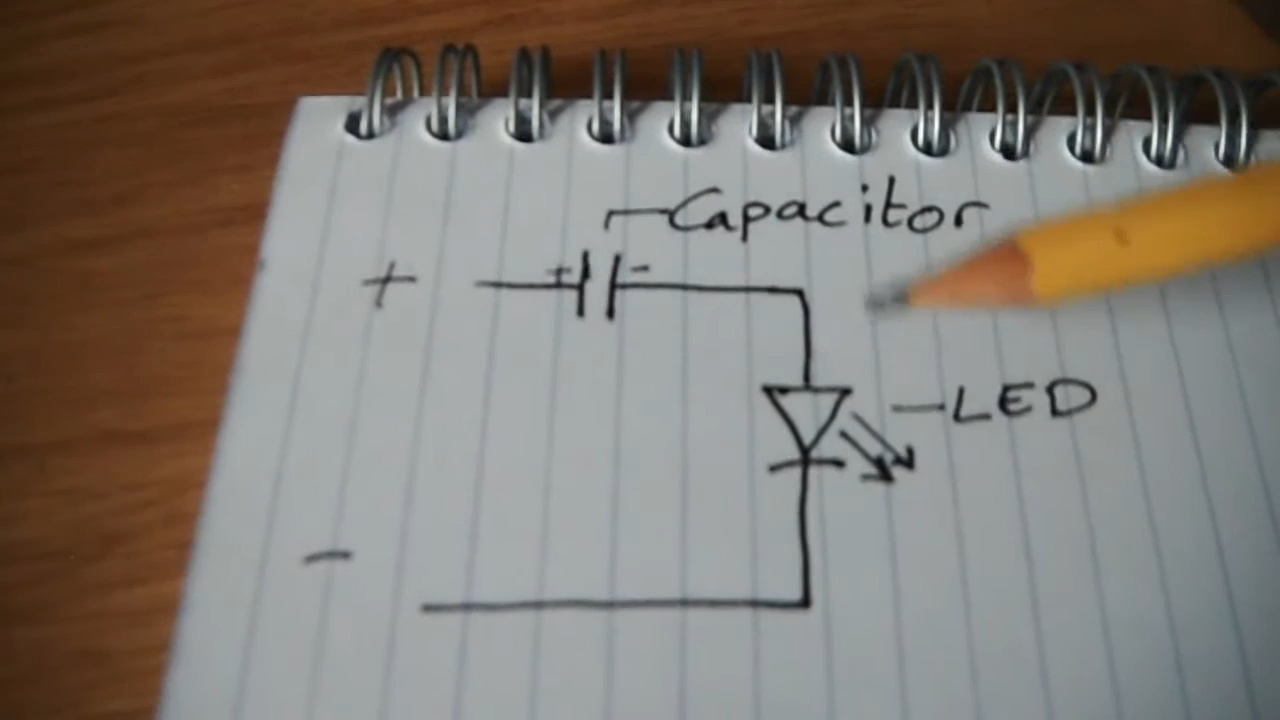 Capacitor
+ + -
LED
-